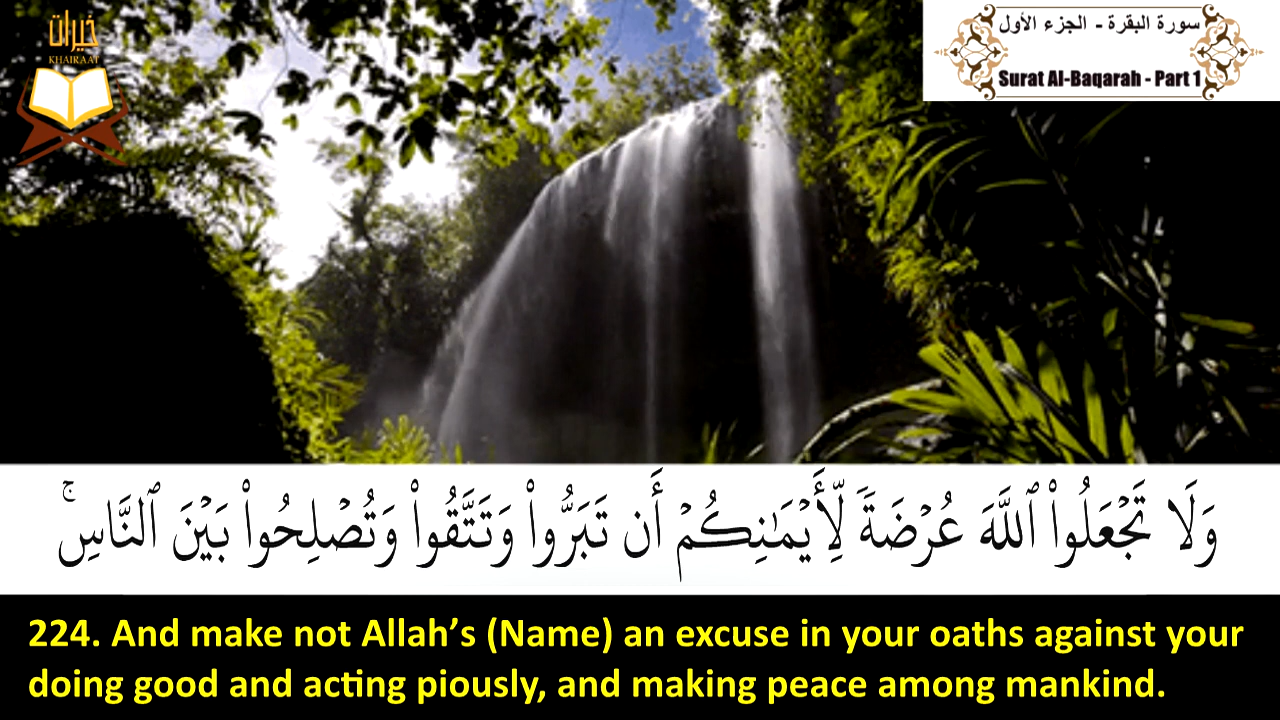 خيرات
KHAIRAAT
سورة البقرة - الجزء الأول
Surat Al-Baqarah - Part 1
وَلَا تَجْعَلُوا۟ ٱللَّهَ عُرْضَةً لِّأَيْمَـٰنِكُمْ أَن تَبَرُّوا۟ وَتَتَّقُوا۟ وَتُصْلِحُوا۟ بَيْنَ ٱلنَّاسِ ۚ
224. And make not Allah’s (Name) an excuse in your oaths against your
doing good and acting piously, and making peace among mankind.